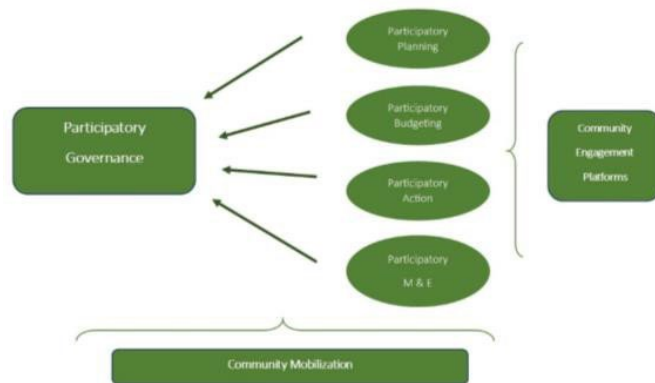 Participatory
Planning
Participatory
Governance
Participatory
Budgeting
Community
Engagement
Platforms
Participatory
Action
Participatory
M & E
Community Mobilization